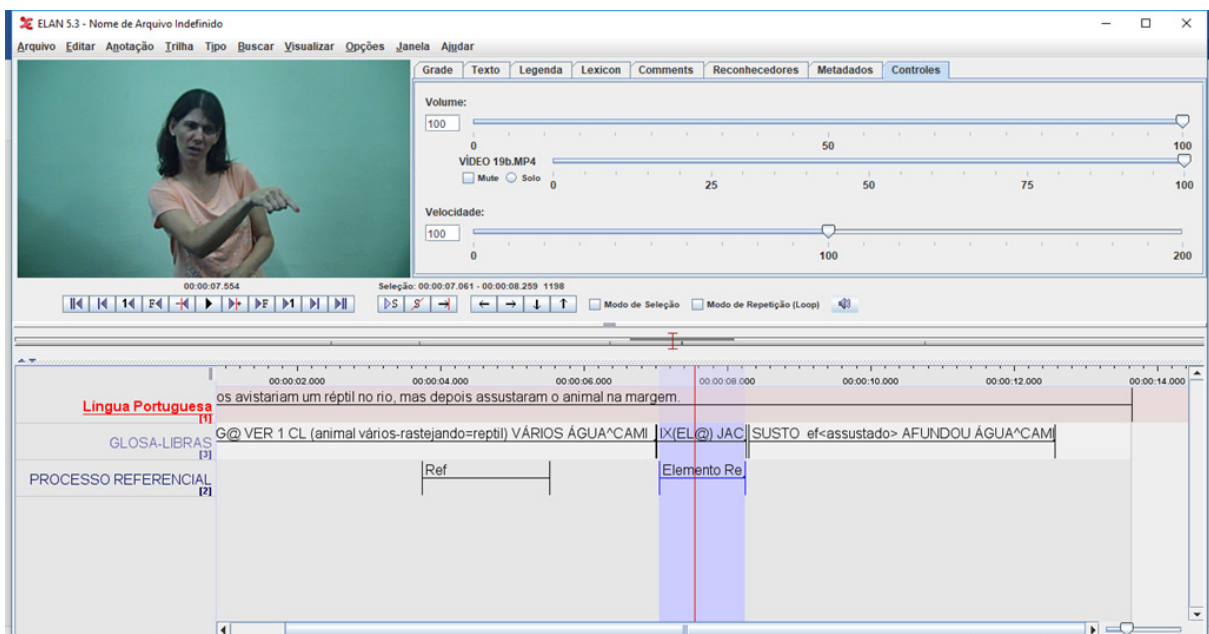 ELAN 5.3 - Nome de Arquivo Indefinido
Arquivo Editar Anotação Trilha Tipo Buscar Visualizar Opções Janela Ajudar
Grade Texto Legenda Lexicon Comments Reconhecedores Metadados Controles
Volume:
100
0 50 100
VÍDEO 19b.MP4
Mute Solo 0 25 50 75 100
Velocidade:
100
0 100 200
00:00:07.554 Seleção: 00:00:07.061 - 00:00:08.259 1198
1 F F 1 S S Modo de Seleção Modo de Repetição (Loop)
00:00:02.000 00:00:04.000 00:00:06.000 00:00:08.000 00:00:10.000 00:00:12.000 00:00:14.000
os avistariam um réptil no rio, mas depois assustaram o animal na margem.
Língua Portuguesa
[1]
G@ VER 1 CL (animal vários-rastejando=reptil) VÁRIOS ÁGUA^CAMI IX(EL@) JAC SUSTO ef<assustado> AFUNDOU ÁGUA^CAMI
GLOSA-LIBRAS
[3]
Ref Elemento Re
PROCESSO REFERENCIAL
[2]